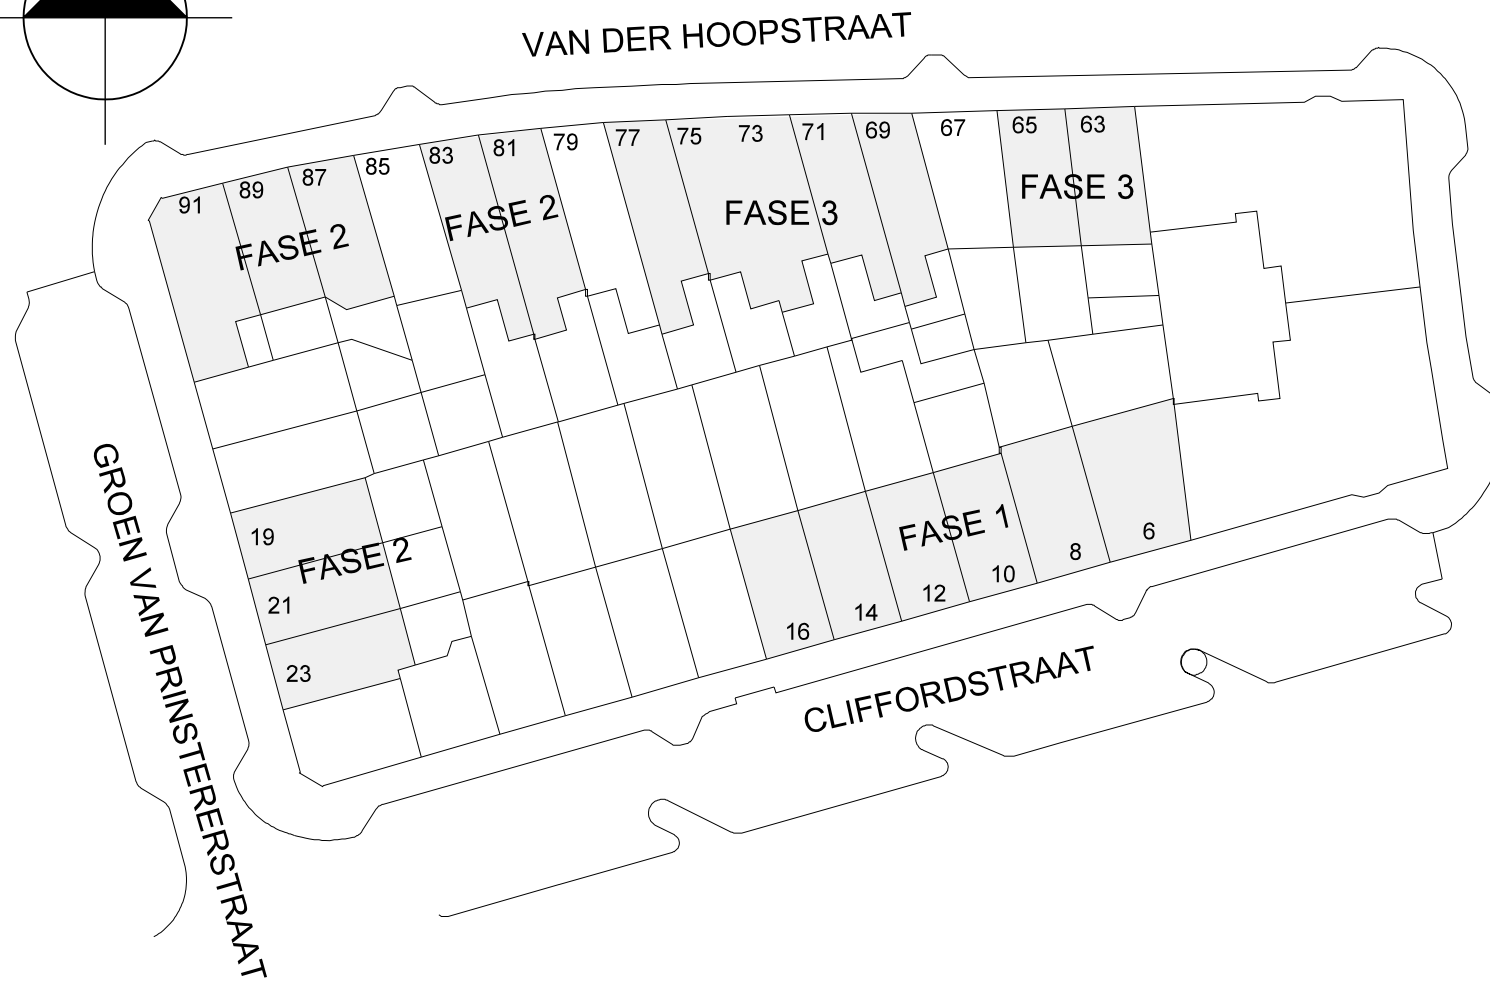 VAN DER HOOPSTRAAT
91
89
87
85
83
81
79
77
75
73
71
69
67
65
63
FASE 2
FASE 2
FASE 3
FASE 3
GROEN VAN PRINSTERERSTRAAT
19
21
23
FASE 2
FASE 1
16
14
12
10
8
6
CLIFFORDSTRAAT